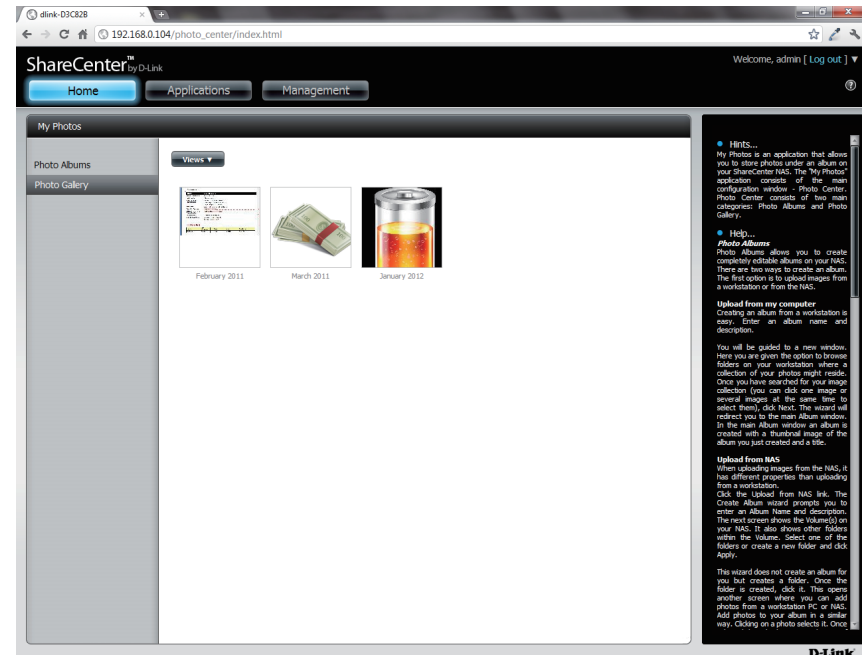 dlink-D3C82B
192.168.0.104/photo_center/index.html
ShareCenter™ by D-Link
Welcome, admin [ Log out ] ▼
Home
Applications
Management
My Photos
Photo Albums
Photo Gallery
Views ▼
February 2011
March 2011
January 2012
Hints...
My Photos is an application that allows
you to store photos under an album on
your ShareCenter NAS. The "My Photos"
application consists of the main
configuration window - Photo Center.
Photo Center consists of two main
categories: Photo Albums and Photo
Gallery.
Help...
Photo Albums
Photo Albums allows you to create
completely editable albums on your NAS.
There are two ways to create an album.
The first option is to upload images from
a workstation or from the NAS.
Upload from my computer
Creating an album from a workstation is
easy. Enter an album name and
description.
You will be guided to a new window.
Here you are given the option to browse
folders on your workstation where a
collection of your photos might reside.
Once you have searched for your image
collection (you can click one image or
several images at the same time to
select them), click Next. The wizard will
redirect you to the main Album window.
In the main Album window an album is
created with a thumbnail image of the
album you just created and a title.
Upload from NAS
When uploading images from the NAS, it
has different properties than uploading
from a workstation.
Click the Upload from NAS link. The
Create Album wizard prompts you to
enter an Album Name and description.
The next screen shows the Volume(s) on
your NAS. It also shows other folders
within the Volume. Select one of the
folders or create a new folder and click
Apply.
This wizard does not create an album for
you but creates a folder. Once the
folder is created, click it. This opens
another screen where you can add
photos from a workstation PC or NAS.
Add photos to your album in a similar
way. Clicking on a photo selects it. Once
D-Link